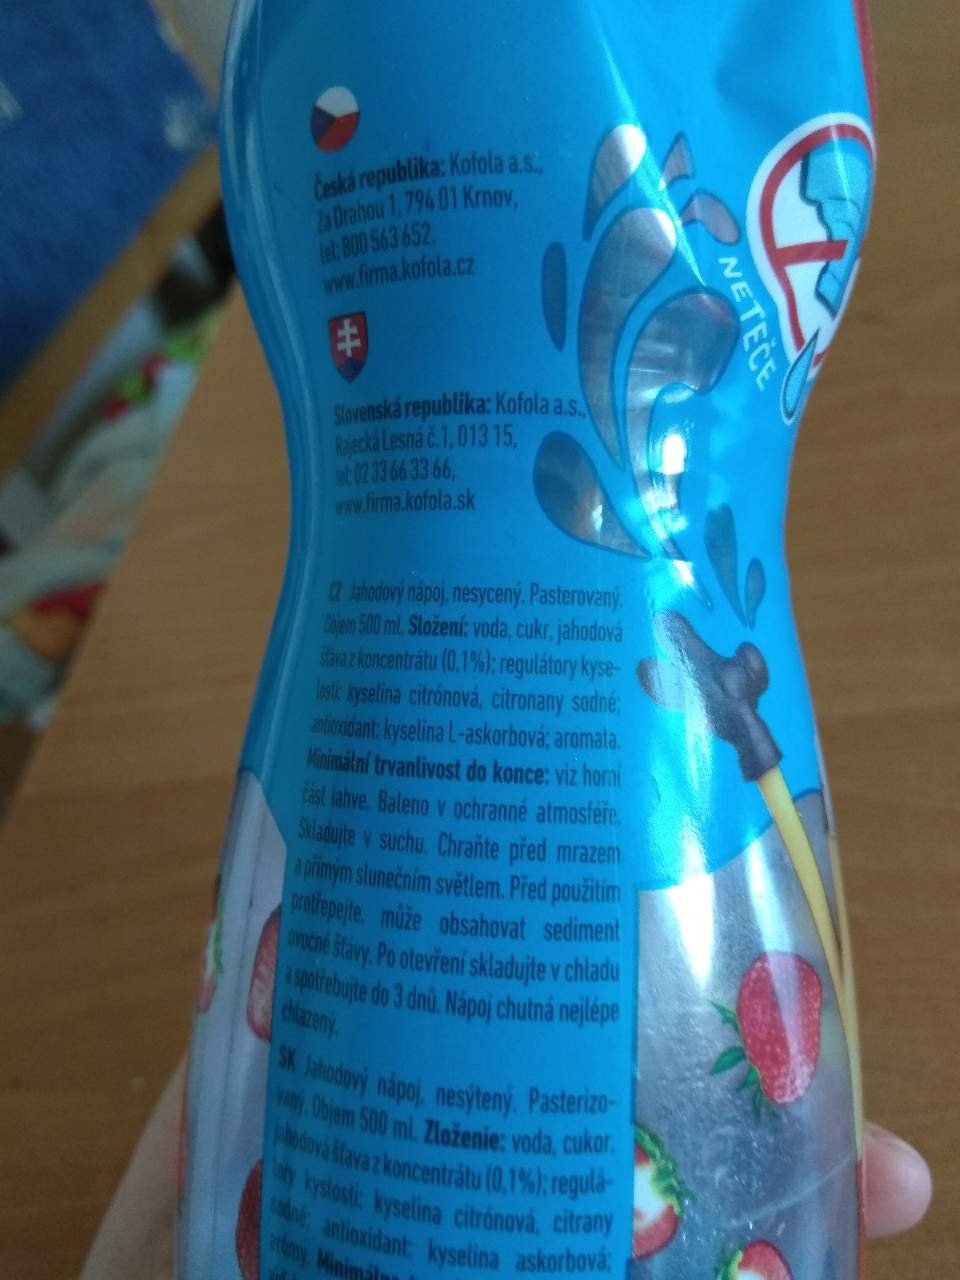 Česká republika: Kofola a.s.,
Za Drahou 1, 794 01 Krnov,
tel: 800 563 652,
www.firma.kofola.cz
NETEČE
Slovenská republika: Kofola a.s.,
Rajecká Lesná č.1, 013 15,
tel: 02 33 66 33 66,
www.firma.kofola.sk
CZ Jahodový nápoj, nesycený. Pasterovaný.
Objem 500 ml. Složení: voda, cukr, jahodová
šťáva z koncentrátu (0,1%); regulátory kyse-
losti: kyselina citrónová, citronany sodné;
antioxidant: kyselina L-askorbová; aromata.
Minimální trvanlivost do konce: viz horní
část lahve. Baleno v ochranné atmosféře.
Skladujte v suchu. Chraňte před mrazem
a přímým slunečním světlem. Před použitím
protřepejte, může obsahovat sediment
ovocné šťávy. Po otevření skladujte v chladu
a spotřebujte do 3 dnů. Nápoj chutná nejlépe
chlazený.
SK Jahodový nápoj, nesýtený. Pasterizo-
vaný. Objem 500 ml. Zloženie: voda, cukor,
jahodová šťava z koncentrátu (0,1%); regulá-
tory kyslosti: kyselina citrónová, citrany
sodné; antioxidant: kyselina askorbová;
arómy. Minimálna